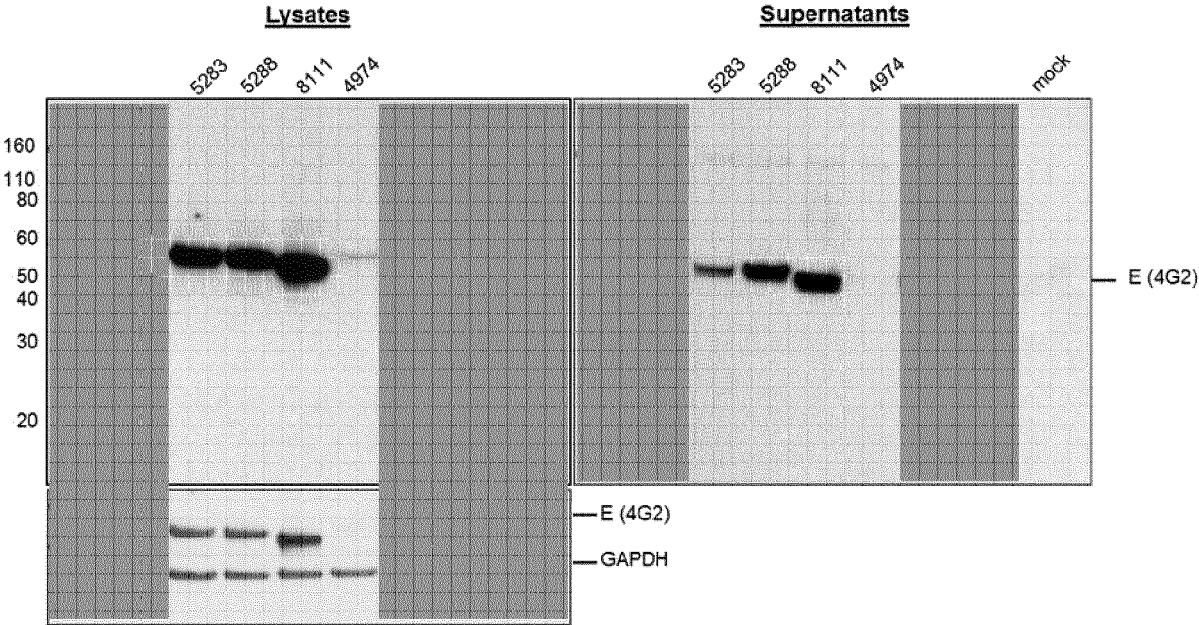 Lysates
Supernatants
5283 5288 8111 4974
5283 5288 8111 4974 mock
160
110
80
60
50
40
30
20
E (4G2)
E (4G2)
GAPDH